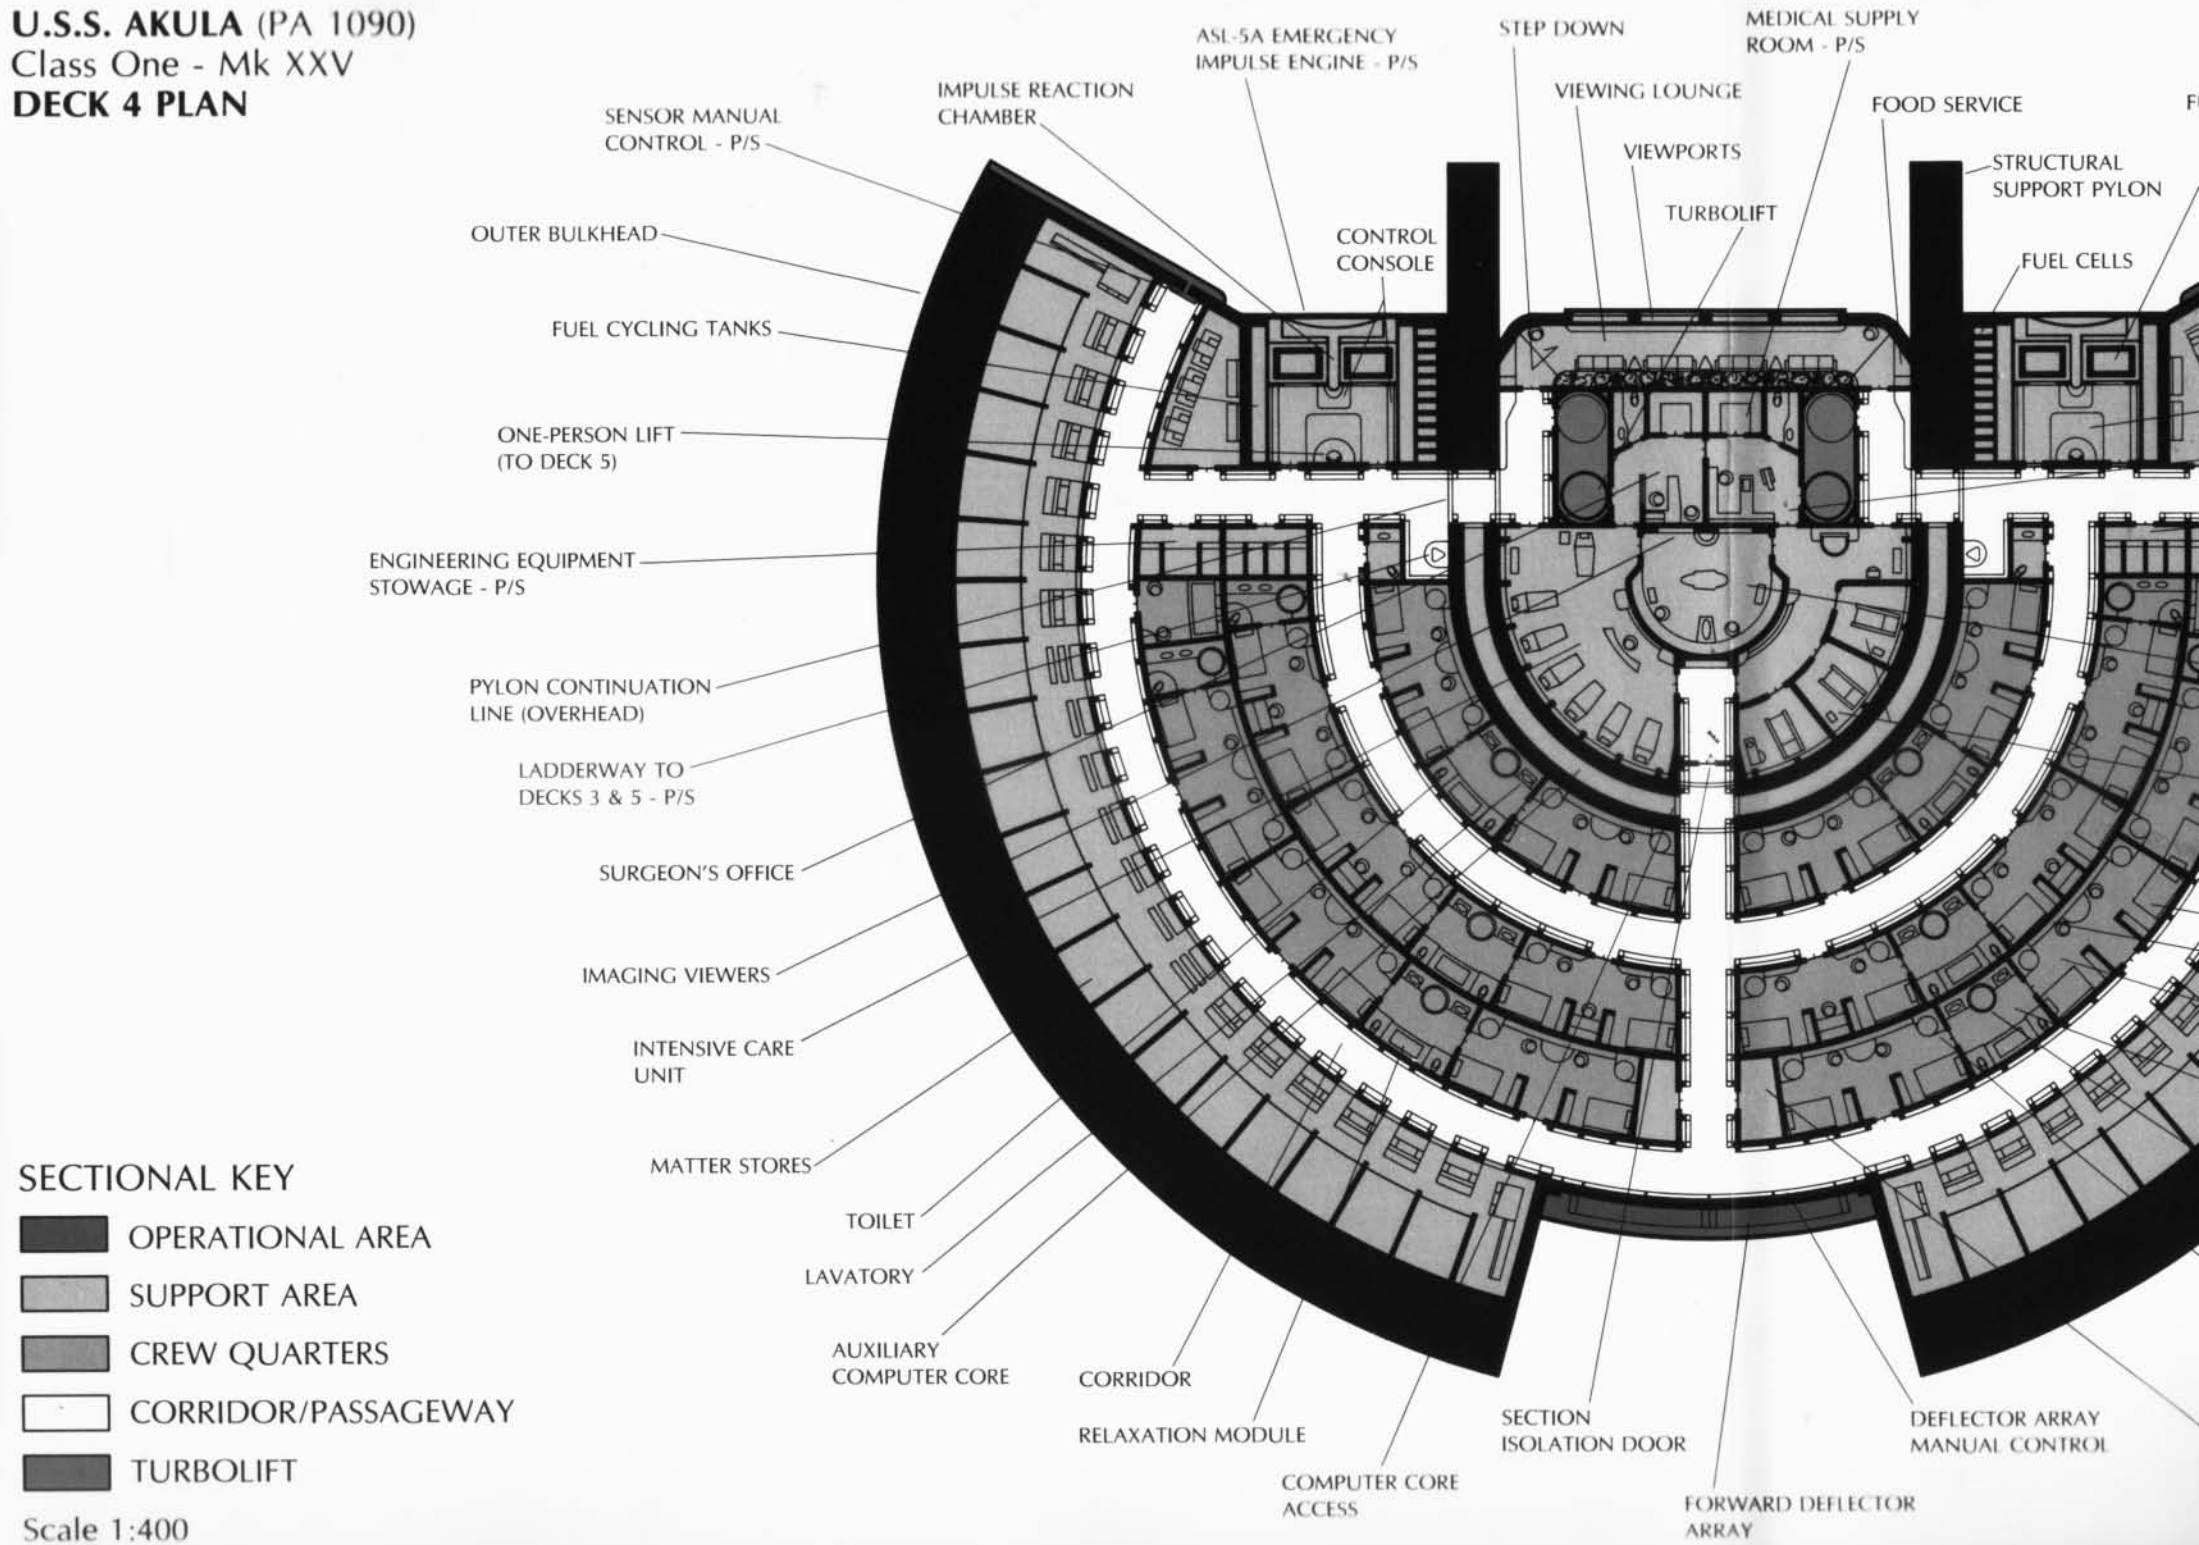 U.S.S. AKULA (PA 1090)
Class One - Mk XXV
DECK 4 PLAN
SENSOR MANUAL
CONTROL - P/S
IMPULSE REACTION
CHAMBER
ASL-5A EMERGENCY
IMPULSE ENGINE - P/S
STEP DOWN
MEDICAL SUPPLY
ROOM - P/S
VIEWING LOUNGE
FOOD SERVICE
VIEWPORTS
STRUCTURAL
SUPPORT PYLON
TURBOLIFT
CONTROL
CONSOLE
FUEL CELLS
OUTER BULKHEAD
FUEL CYCLING TANKS
ONE-PERSON LIFT
(TO DECK 5)
ENGINEERING EQUIPMENT
STOWAGE - P/S
PYLON CONTINUATION
LINE (OVERHEAD)
LADDERWAY TO
DECKS 3 & 5 - P/S
SURGEON'S OFFICE
IMAGING VIEWERS
INTENSIVE CARE
UNIT
MATTER STORES
TOILET
LAVATORY
AUXILIARY
COMPUTER CORE
CORRIDOR
RELAXATION MODULE
COMPUTER CORE
ACCESS
SECTION
ISOLATION DOOR
FORWARD DEFLECTOR
ARRAY
DEFLECTOR ARRAY
MANUAL CONTROL
SECTIONAL KEY
OPERATIONAL AREA
SUPPORT AREA
CREW QUARTERS
CORRIDOR/PASSAGEWAY
TURBOLIFT
Scale 1:400